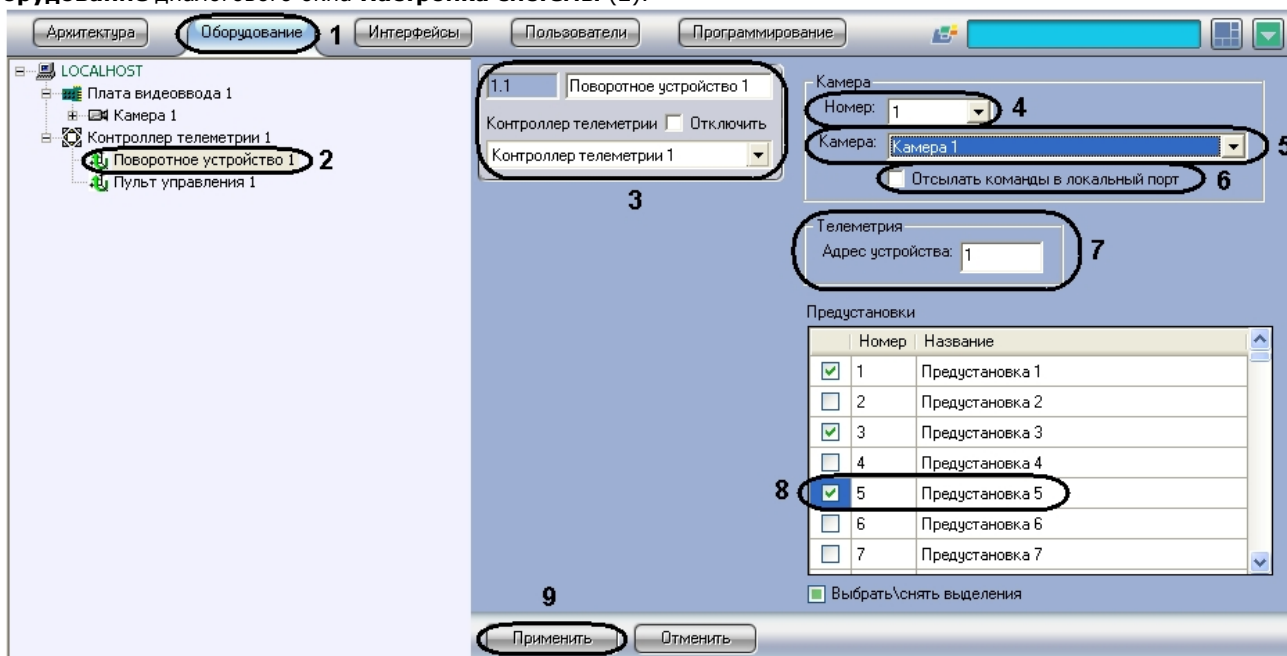 орудование диалогового окна Настройка системы (2).
Архитектура Оборудование 1 Интерфейсы Пользователи Программирование
LOCALHOST
Плата видеоввода 1
Камера 1
Контроллер телеметрии 1
Поворотное устройство 1 2
Пульт управления 1
1.1 Поворотное устройство 1
Контроллер телеметрии Отключить
Контроллер телеметрии 1
3
Камера
Номер: 1 4
Камера: Камера 1 5
Отсылать команды в локальный порт 6
Телеметрия
Адрес устройства: 1 7
Предустановки
Номер Название
1 Предустановка 1
2 Предустановка 2
3 Предустановка 3
4 Предустановка 4
8 5 Предустановка 5
6 Предустановка 6
7 Предустановка 7
Выбрать\снять выделения
9
Применить Отменить